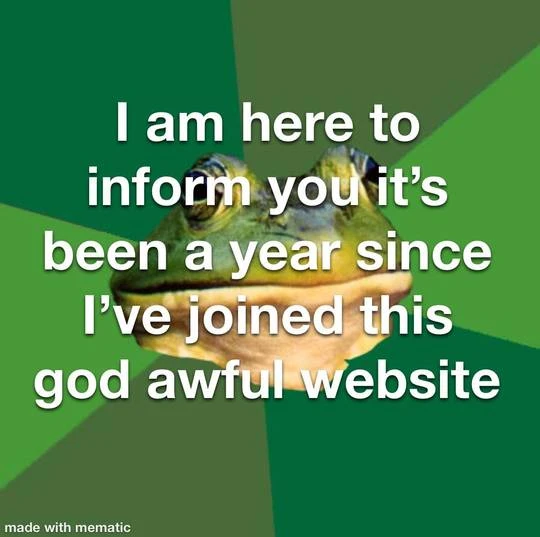 I am here to
inform you it’s
been a year since
I’ve joined this
god awful website
made with mematic